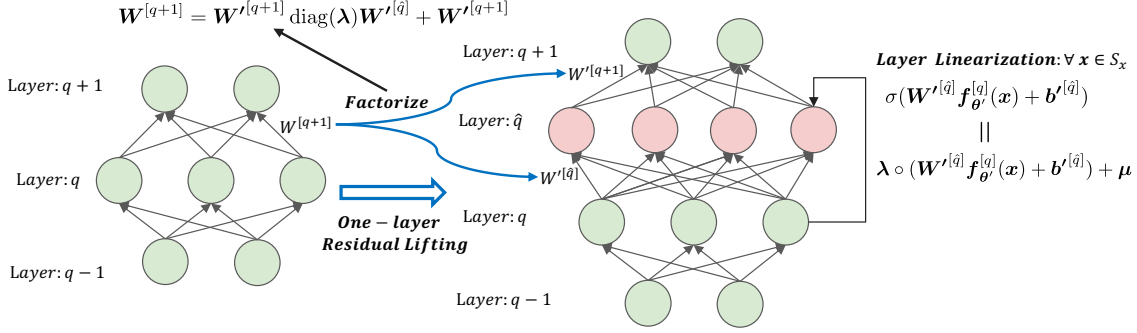 W^{[q+1]} = W'^{[q+1]} diag(λ)W'^{[q̂]} + W'^{[q+1]}
Layer: q + 1
W^{[q+1]}
Layer: q
Layer: q − 1
Factorize
One − layer
Residual Lifting
Layer: q + 1
W'^{[q+1]}
Layer: q̂
W'^{[q̂]}
Layer: q
Layer: q − 1
Layer Linearization: ∀ x ∈ S_x
σ(W'^{[q̂]} f_{θ'}^{[q]}(x) + b'^{[q̂]})
||
λ ∘ (W'^{[q̂]} f_{θ'}^{[q]}(x) + b'^{[q̂]}) + μ